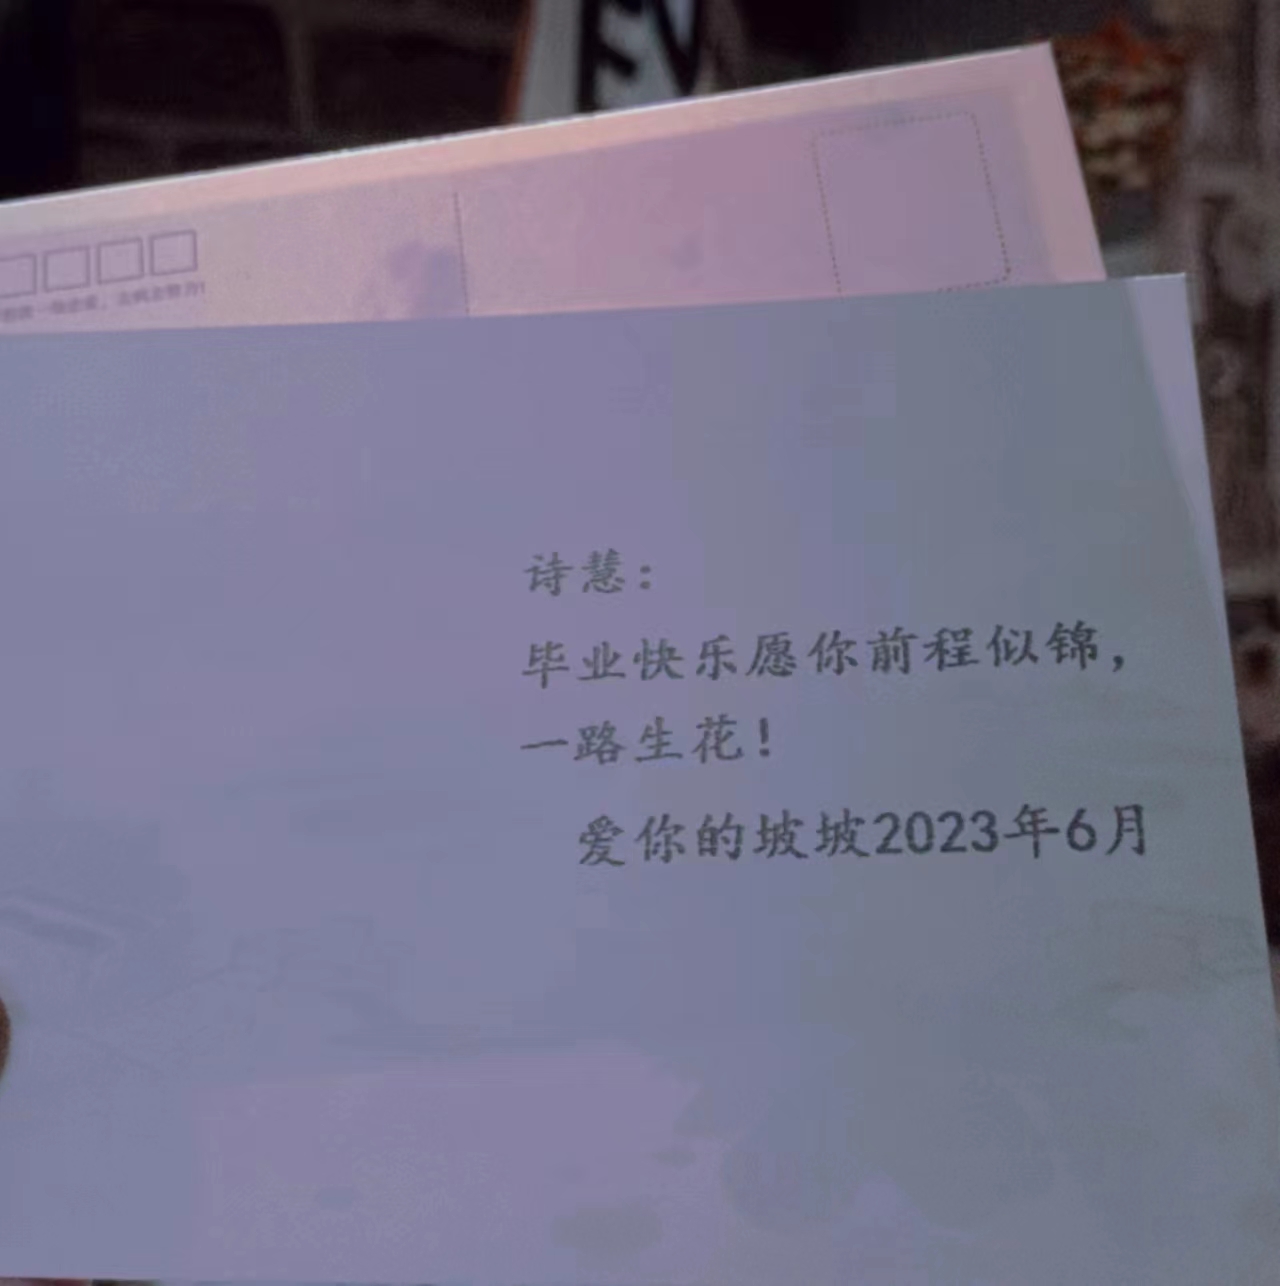 诗慧：
毕业快乐愿你前程似锦，
一路生花！
爱你的坡坡2023年6月